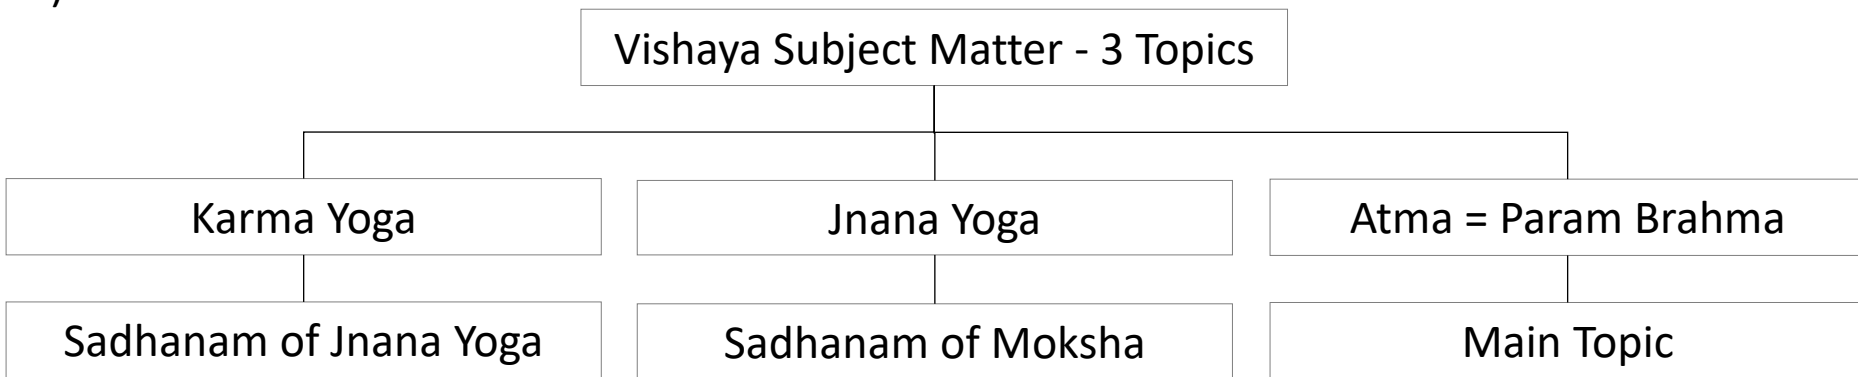 Vishaya Subject Matter - 3 Topics
Karma Yoga
Jnana Yoga
Atma = Param Brahma
Sadhanam of Jnana Yoga
Sadhanam of Moksha
Main Topic